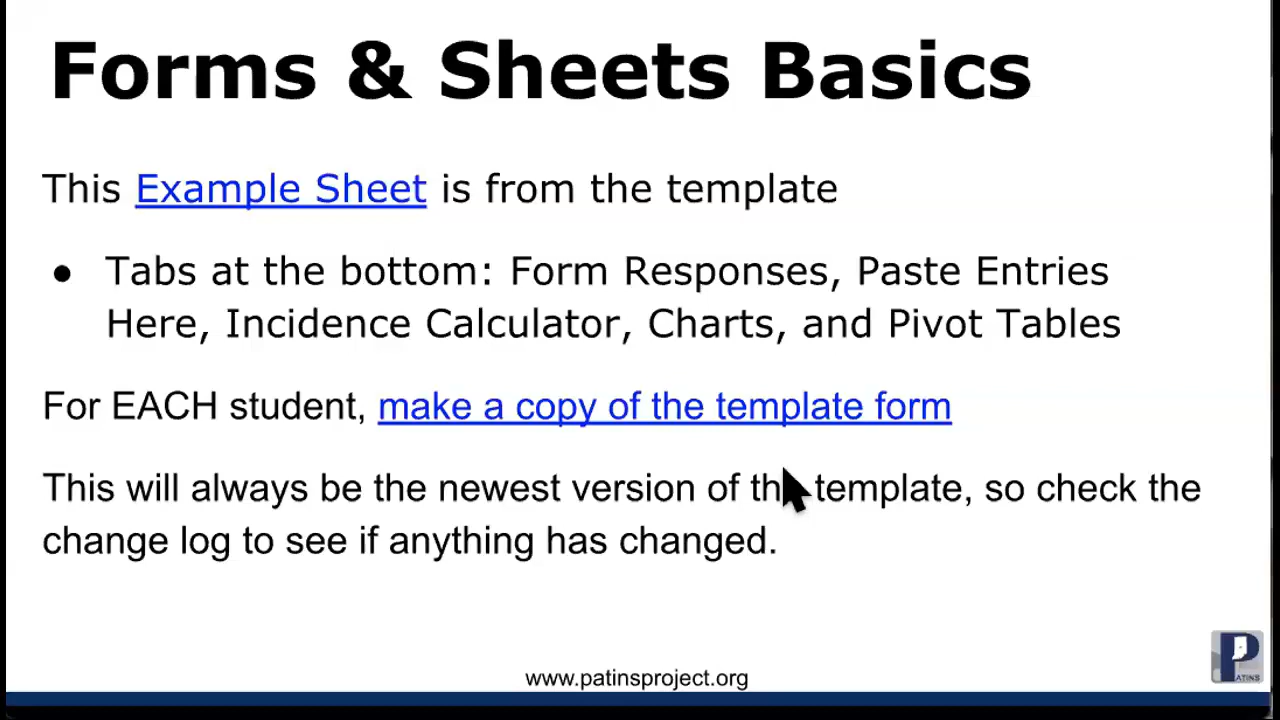 Forms & Sheets Basics
This Example Sheet is from the template
● Tabs at the bottom: Form Responses, Paste Entries
Here, Incidence Calculator, Charts, and Pivot Tables
For EACH student, make a copy of the template form
This will always be the newest version of the template, so check the
change log to see if anything has changed.
www.patinsproject.org
PATINS